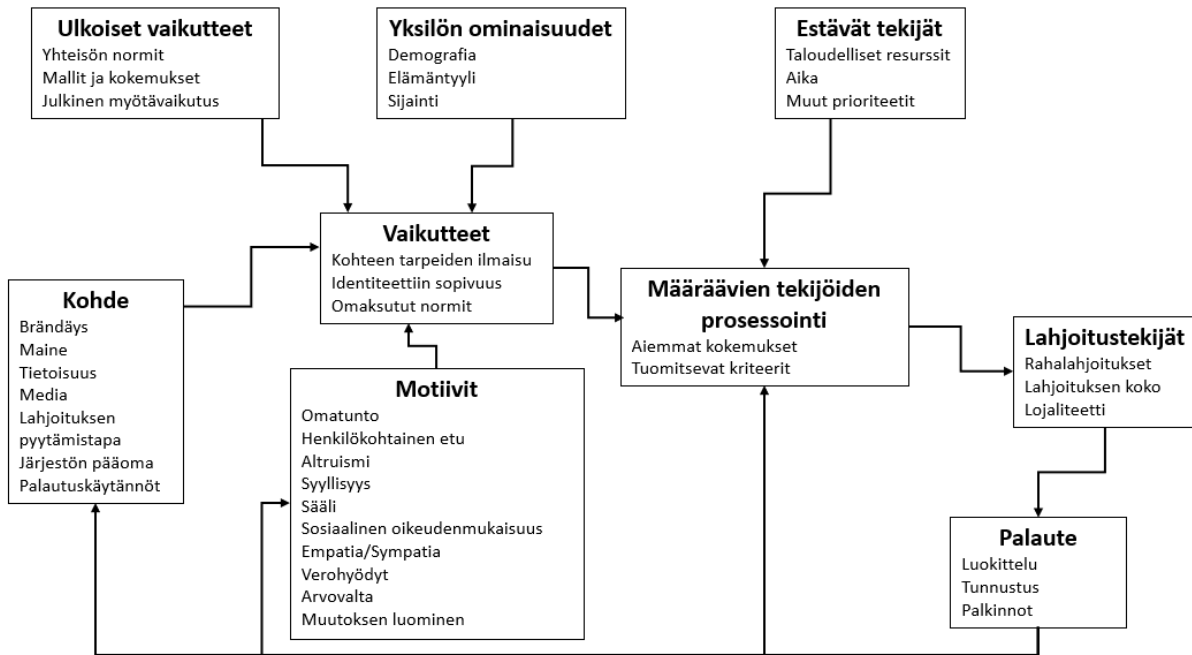 Ulkoiset vaikutteet
Yhteisön normit
Mallit ja kokemukset
Julkinen myötävaikutus
Yksilön ominaisuudet
Demografia
Elämäntyyli
Sijainti
Estävät tekijät
Taloudelliset resurssit
Aika
Muut prioriteetit
Vaikutteet
Kohteen tarpeiden ilmaisu
Identiteettiin sopivuus
Omaksutut normit
Kohde
Brändäys
Maine
Tietoisuus
Media
Lahjoituksen
pyytämistapa
Järjestön pääoma
Palautuskäytännöt
Motiivit
Omatunto
Henkilökohtainen etu
Altruismi
Syyllisyys
Sääli
Sosiaalinen oikeudenmukaisuus
Empatia/Sympatia
Verohyödyt
Arvovalta
Muutoksen luominen
Määräävien tekijöiden
prosessointi
Aiemmat kokemukset
Tuomitsevat kriteerit
Lahjoitustekijät
Rahalahjoitukset
Lahjoituksen koko
Lojaliteetti
Palaute
Luokittelu
Tunnustus
Palkinnot